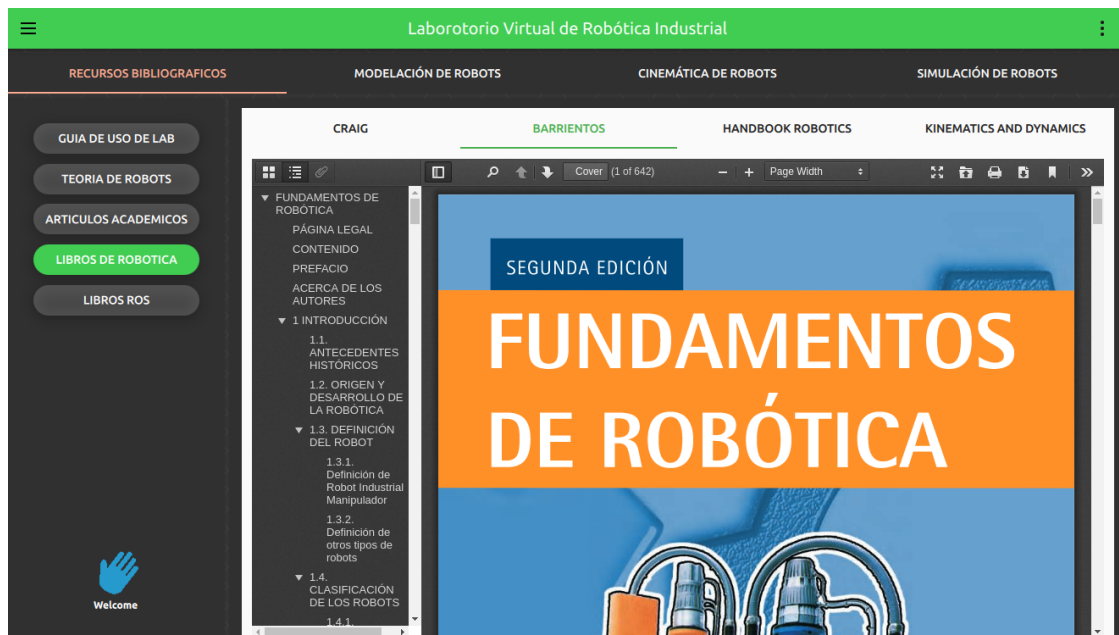 Laborotorio Virtual de Robótica Industrial
RECURSOS BIBLIOGRAFICOS
MODELACIÓN DE ROBOTS
CINEMÁTICA DE ROBOTS
SIMULACIÓN DE ROBOTS
GUIA DE USO DE LAB
TEORIA DE ROBOTS
ARTICULOS ACADEMICOS
LIBROS DE ROBOTICA
LIBROS ROS
Welcome
CRAIG
BARRIENTOS
HANDBOOK ROBOTICS
KINEMATICS AND DYNAMICS
Cover (1 of 642)
Page Width
FUNDAMENTOS DE
ROBÓTICA
PÁGINA LEGAL
CONTENIDO
PREFACIO
ACERCA DE LOS
AUTORES
1 INTRODUCCIÓN
1.1.
ANTECEDENTES
HISTÓRICOS
1.2. ORIGEN Y
DESARROLLO DE
LA ROBÓTICA
1.3. DEFINICIÓN
DEL ROBOT
1.3.1.
Definición de
Robot Industrial
Manipulador
1.3.2.
Definición de
otros tipos de
robots
1.4.
CLASIFICACIÓN
DE LOS ROBOTS
1.4.1.
SEGUNDA EDICIÓN
FUNDAMENTOS
DE ROBÓTICA